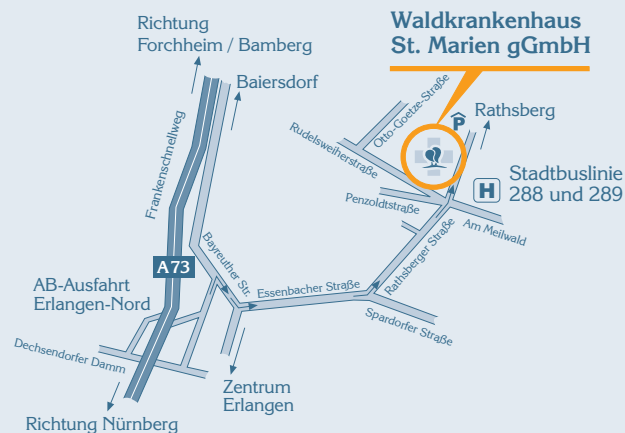 Richtung
Forchheim / Bamberg
Waldkrankenhaus
St. Marien gGmbH
Baiersdorf
Otto-Goetze-Straße
P
Rathsberg
Rudelsweiherstraße
Frankenschnellweg
H
Stadtbuslinie
288 und 289
Penzoldtstraße
Am Meilwald
Bayreuther Str.
Rathsberger Straße
A73
AB-Ausfahrt
Erlangen-Nord
Essenbacher Straße
Spardorfer Straße
Dechsendorfer Damm
Zentrum
Erlangen
Richtung Nürnberg